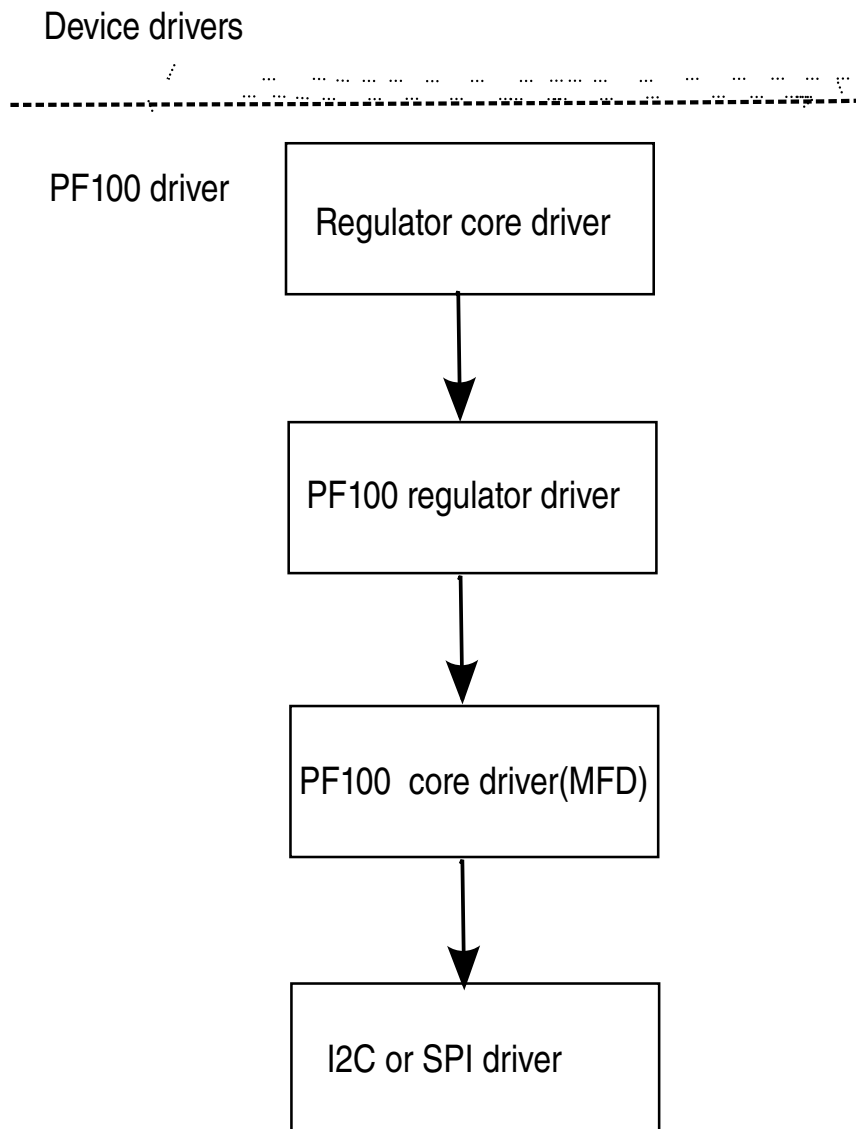 Device drivers
PF100 driver
Regulator core driver
PF100 regulator driver
PF100 core driver(MFD)
I2C or SPI driver